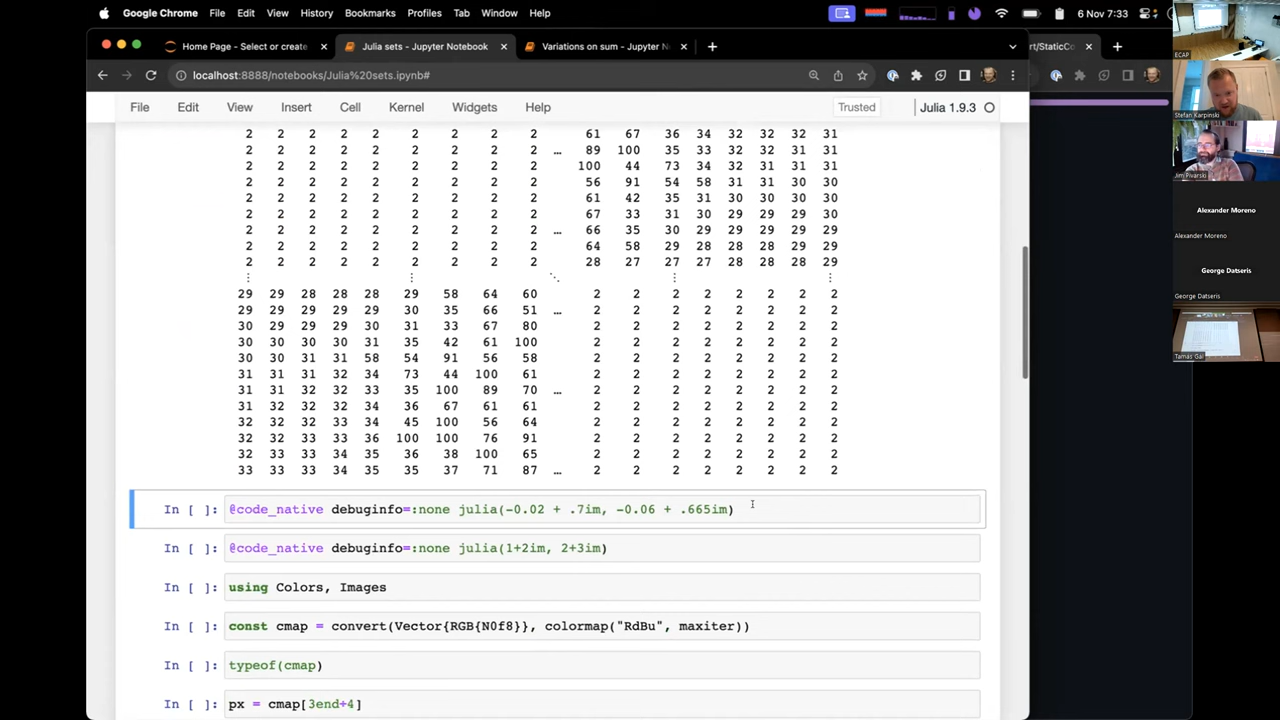 Google Chrome File Edit View History Bookmarks Profiles Tab Window Help 6 Nov 7:33
Home Page - Select or create
Julia sets - Jupyter Notebook
Variations on sum - Jupyter N
rt/StaticCo
localhost:8888/notebooks/Julia%20sets.ipynb#
File Edit View Insert Cell Kernel Widgets Help Trusted Julia 1.9.3
2 2 2 2 2 2 2 2 2 61 67 36 34 32 32 32 31
2 2 2 2 2 2 2 2 2 … 89 100 35 33 32 32 31 31
2 2 2 2 2 2 2 2 2 100 44 73 34 32 31 31 31
2 2 2 2 2 2 2 2 2 56 91 54 58 31 31 30 30
2 2 2 2 2 2 2 2 2 61 42 35 31 30 30 30 30
2 2 2 2 2 2 2 2 2 67 33 31 30 29 29 29 30
2 2 2 2 2 2 2 2 2 … 66 35 30 29 29 29 29 29
2 2 2 2 2 2 2 2 2 64 58 29 28 28 28 29 29
2 2 2 2 2 2 2 2 2 28 27 27 27 28 28 28 29
⋮ ⋮ ⋱ ⋮ ⋮
29 29 28 28 28 29 58 64 60 2 2 2 2 2 2 2 2
29 29 29 29 29 30 35 66 51 … 2 2 2 2 2 2 2 2
30 29 29 29 30 31 33 67 80 2 2 2 2 2 2 2 2
30 30 30 30 31 35 42 61 100 2 2 2 2 2 2 2 2
30 30 31 31 58 54 91 56 58 2 2 2 2 2 2 2 2
31 31 31 32 34 73 44 100 61 2 2 2 2 2 2 2 2
31 31 32 32 33 35 100 89 70 … 2 2 2 2 2 2 2 2
31 32 32 32 34 36 67 61 61 2 2 2 2 2 2 2 2
32 32 32 33 34 45 100 56 64 2 2 2 2 2 2 2 2
32 32 33 33 36 100 100 76 91 2 2 2 2 2 2 2 2
32 33 33 34 35 36 38 100 65 2 2 2 2 2 2 2 2
33 33 33 34 35 35 37 71 87 … 2 2 2 2 2 2 2 2
In [ ]: @code_native debuginfo=:none julia(-0.02 + .7im, -0.06 + .665im)
In [ ]: @code_native debuginfo=:none julia(1+2im, 2+3im)
In [ ]: using Colors, Images
In [ ]: const cmap = convert(Vector{RGB{N0f8}}, colormap("RdBu", maxiter))
In [ ]: typeof(cmap)
In [ ]: px = cmap[3end÷4]
ECAP
Stefan Karpinski
Jim Pivarski
Alexander Moreno
Alexander Moreno
George Datseris
George Datseris
Tamas Gal